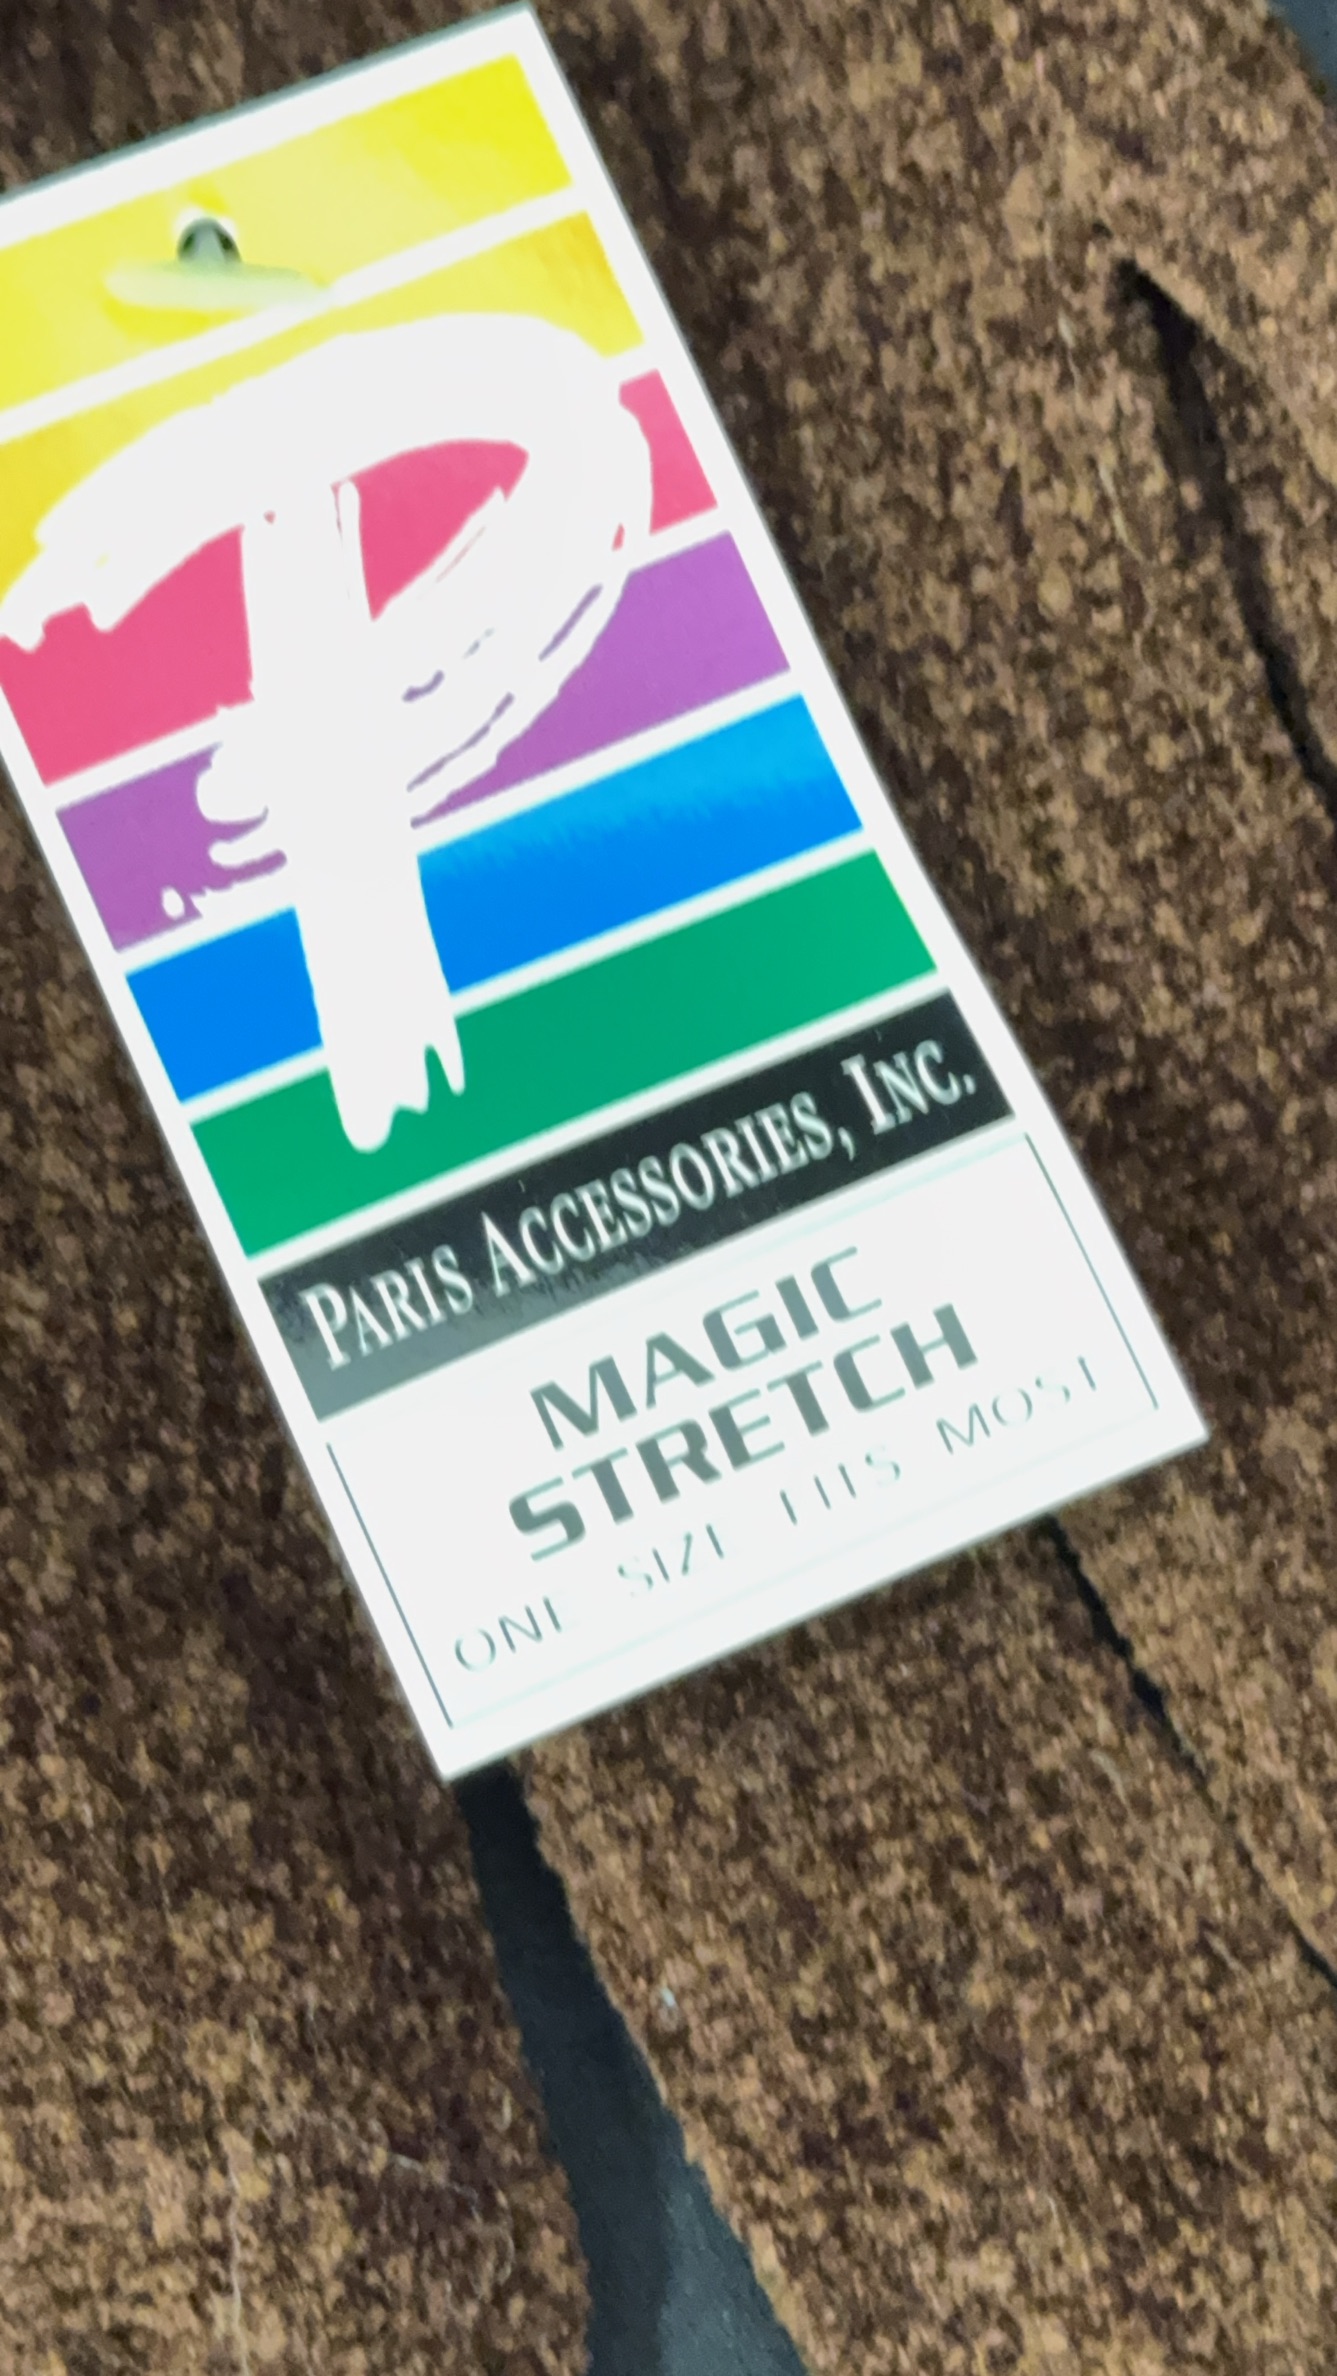 P
PARIS ACCESSORIES, INC.
MAGIC
STRETCH
ONE SIZE FITS MOST